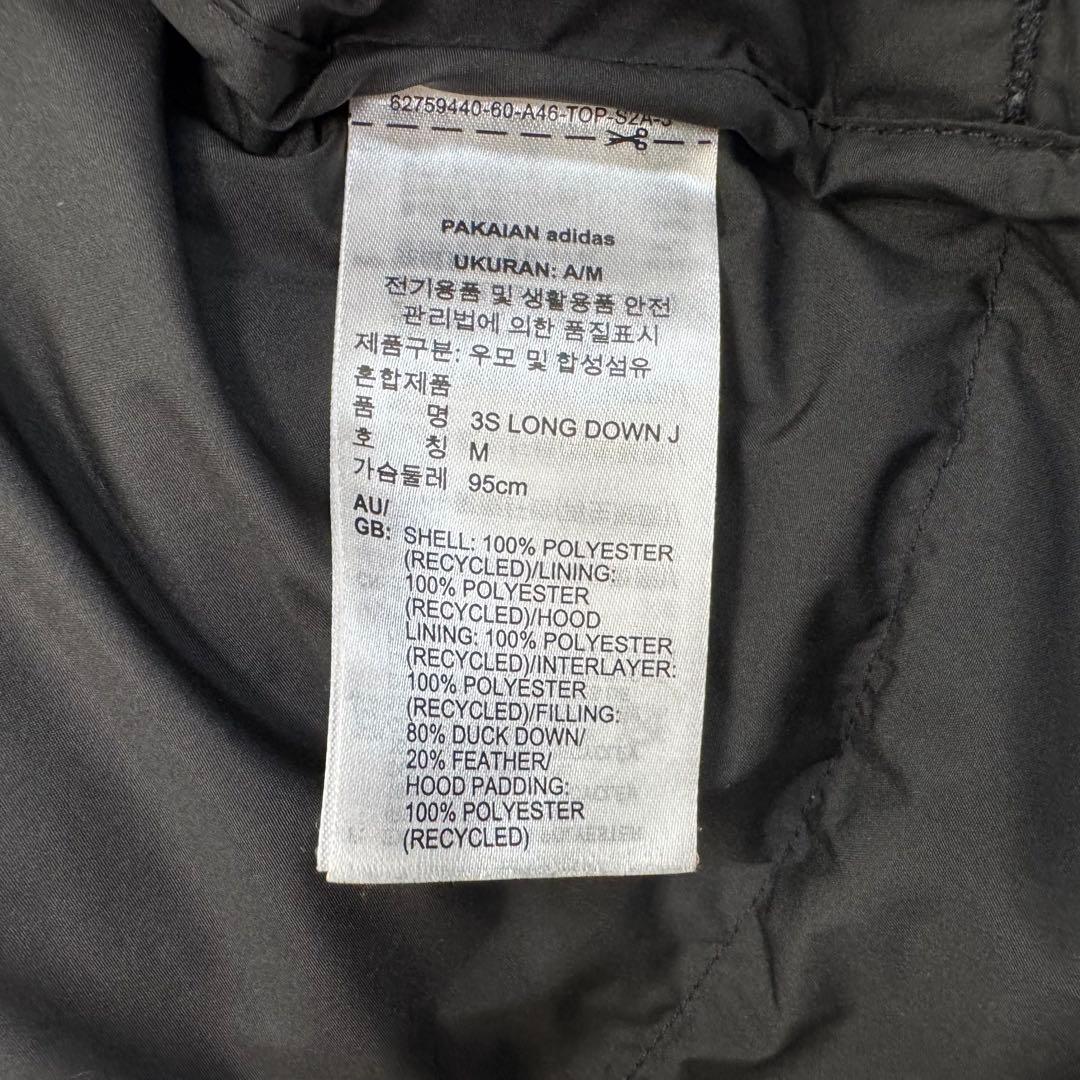 62759440-60-A46-TOP-S2A-3
PAKAIAN adidas
UKURAN: A/M
전기용품 및 생활용품 안전
관리법에 의한 품질표시
제품구분: 우모 및 합성섬유
혼합제품
품 명 3S LONG DOWN J
호 칭 M
가슴둘레 95cm
AU/
GB: SHELL: 100% POLYESTER
(RECYCLED)/LINING:
100% POLYESTER
(RECYCLED)/HOOD
LINING: 100% POLYESTER
(RECYCLED)/INTERLAYER:
100% POLYESTER
(RECYCLED)/FILLING:
80% DUCK DOWN/
20% FEATHER/
HOOD PADDING:
100% POLYESTER
(RECYCLED)